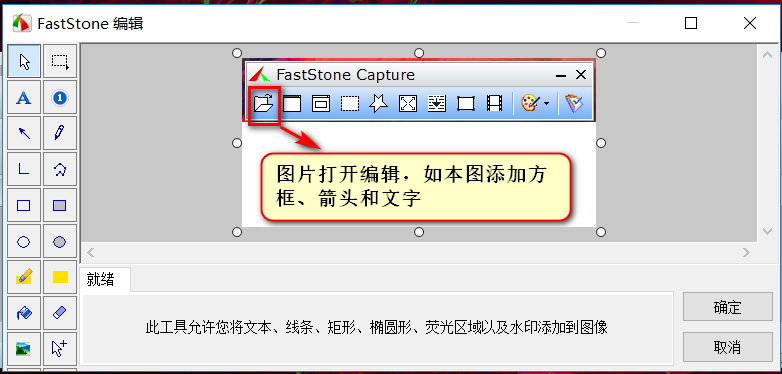 FastStone 编辑
FastStone Capture
A
1
图片打开编辑，如本图添加方
框、箭头和文字
就绪
此工具允许您将文本、线条、矩形、椭圆形、荧光区域以及水印添加到图像
确定
取消